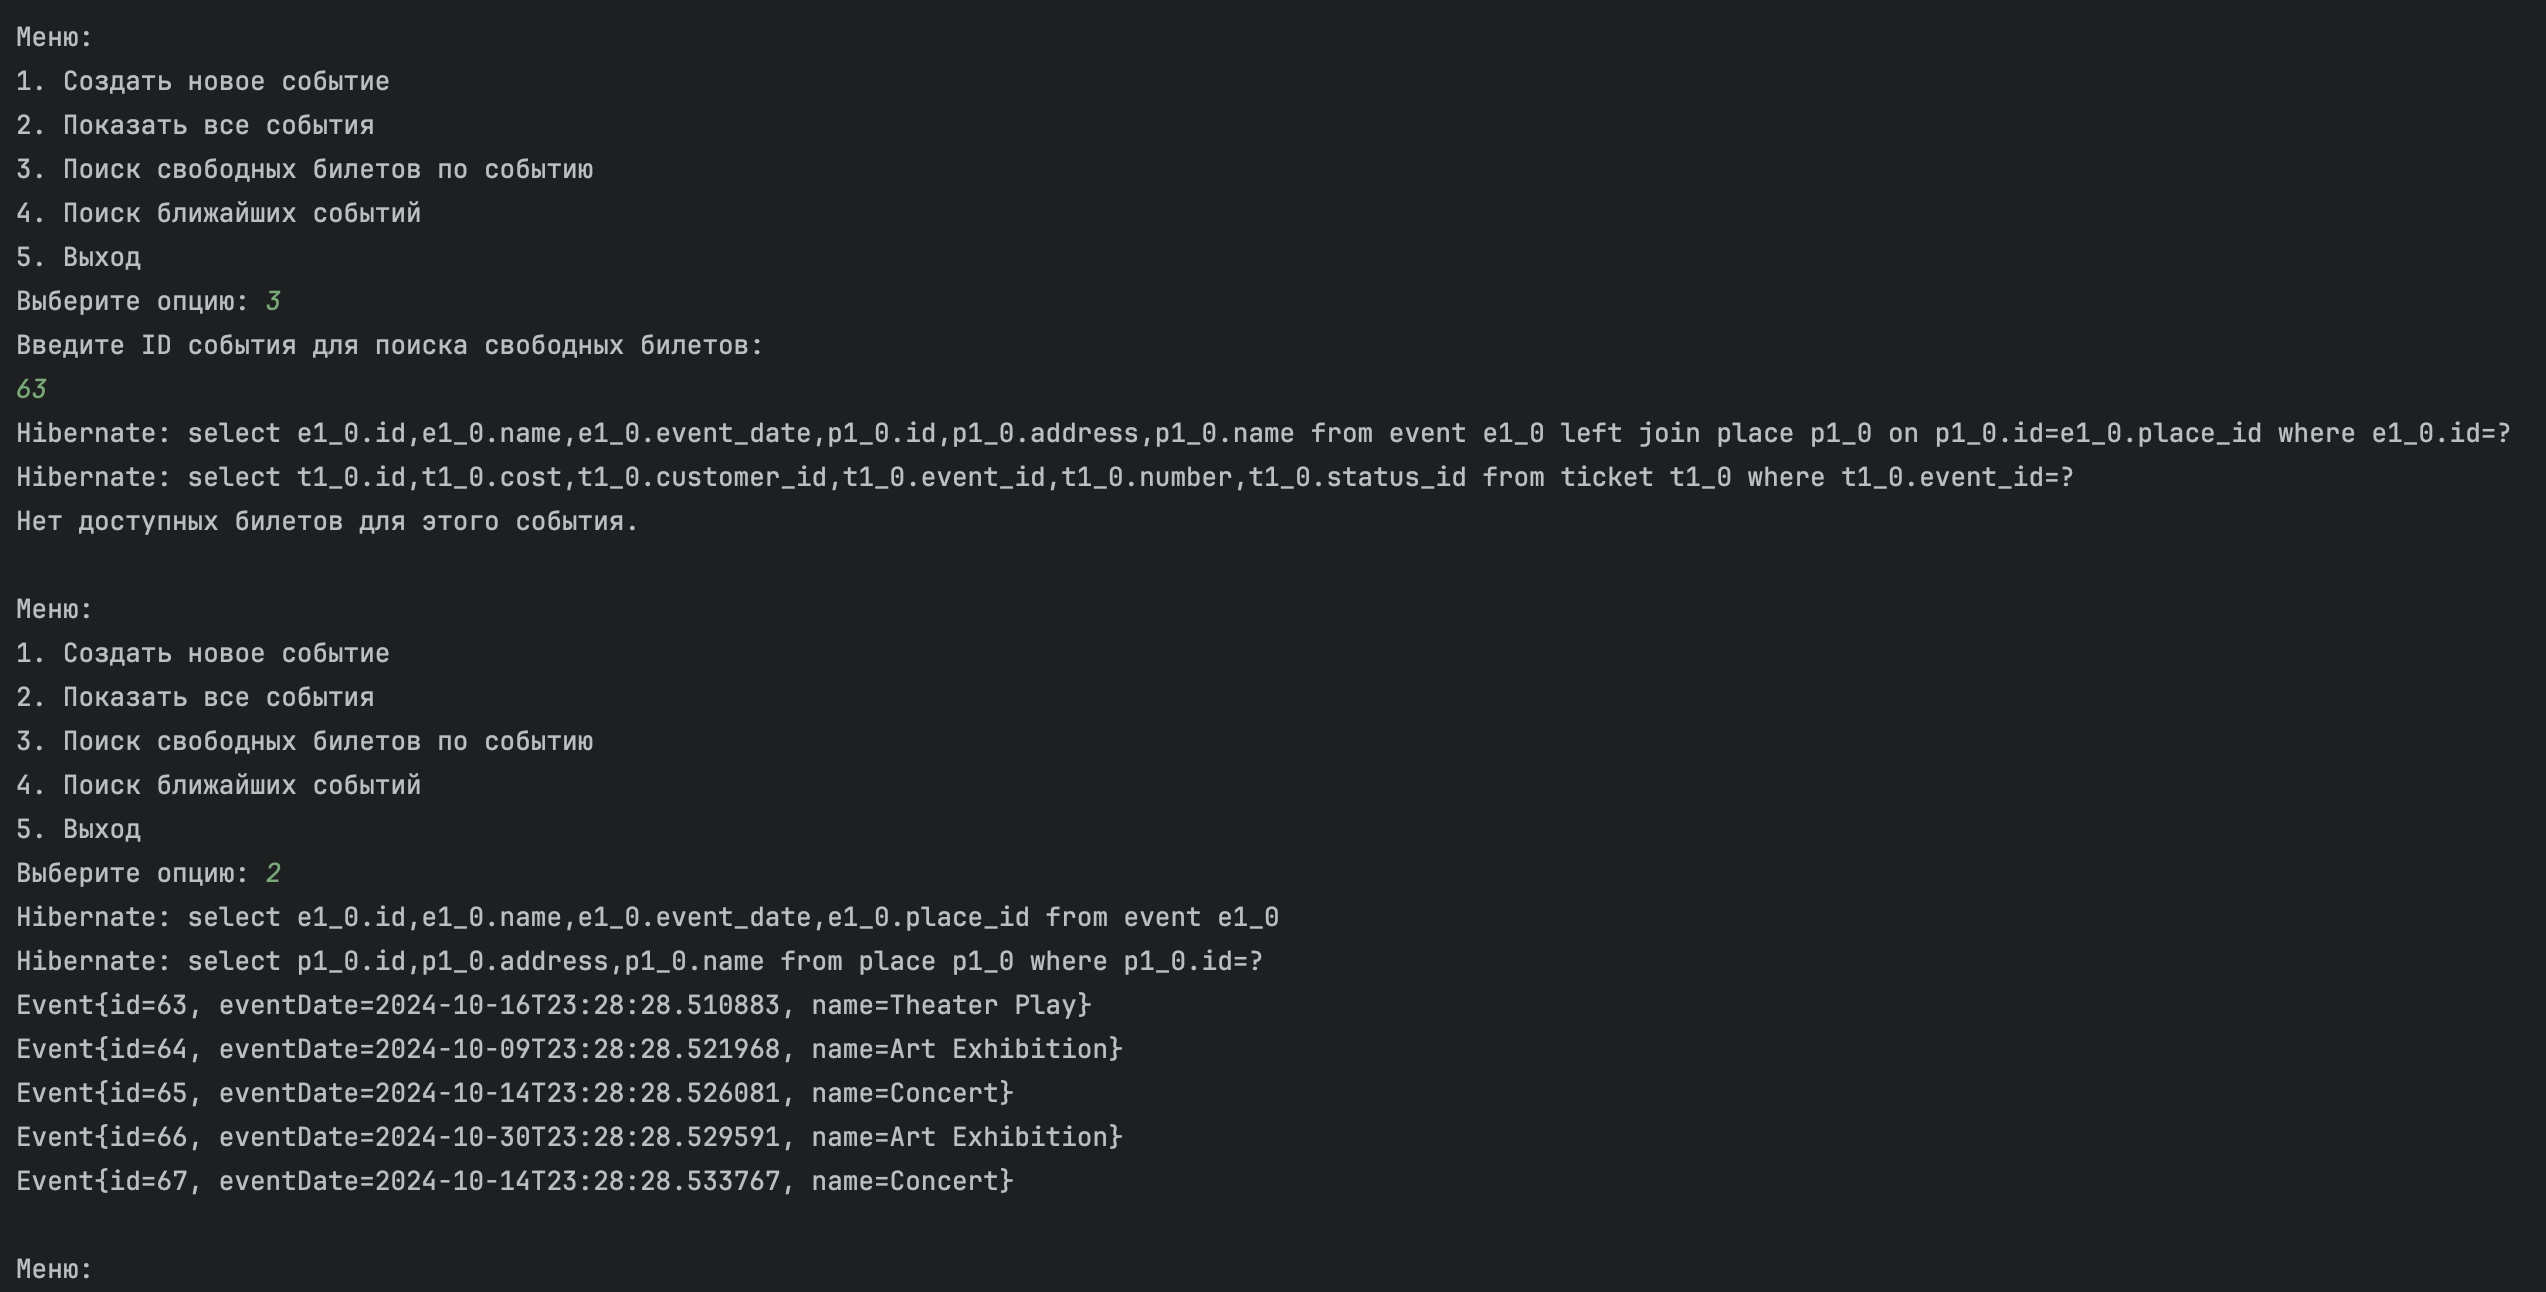 Меню:
1. Создать новое событие
2. Показать все события
3. Поиск свободных билетов по событию
4. Поиск ближайших событий
5. Выход
Выберите опцию: 3
Введите ID события для поиска свободных билетов:
63
Hibernate: select e1_0.id,e1_0.name,e1_0.event_date,p1_0.id,p1_0.address,p1_0.name from event e1_0 left join place p1_0 on p1_0.id=e1_0.place_id where e1_0.id=?
Hibernate: select t1_0.id,t1_0.cost,t1_0.customer_id,t1_0.event_id,t1_0.number,t1_0.status_id from ticket t1_0 where t1_0.event_id=?
Нет доступных билетов для этого события.
Меню:
1. Создать новое событие
2. Показать все события
3. Поиск свободных билетов по событию
4. Поиск ближайших событий
5. Выход
Выберите опцию: 2
Hibernate: select e1_0.id,e1_0.name,e1_0.event_date,e1_0.place_id from event e1_0
Hibernate: select p1_0.id,p1_0.address,p1_0.name from place p1_0 where p1_0.id=?
Event{id=63, eventDate=2024-10-16T23:28:28.510883, name=Theater Play}
Event{id=64, eventDate=2024-10-09T23:28:28.521968, name=Art Exhibition}
Event{id=65, eventDate=2024-10-14T23:28:28.526081, name=Concert}
Event{id=66, eventDate=2024-10-30T23:28:28.529591, name=Art Exhibition}
Event{id=67, eventDate=2024-10-14T23:28:28.533767, name=Concert}
Меню: